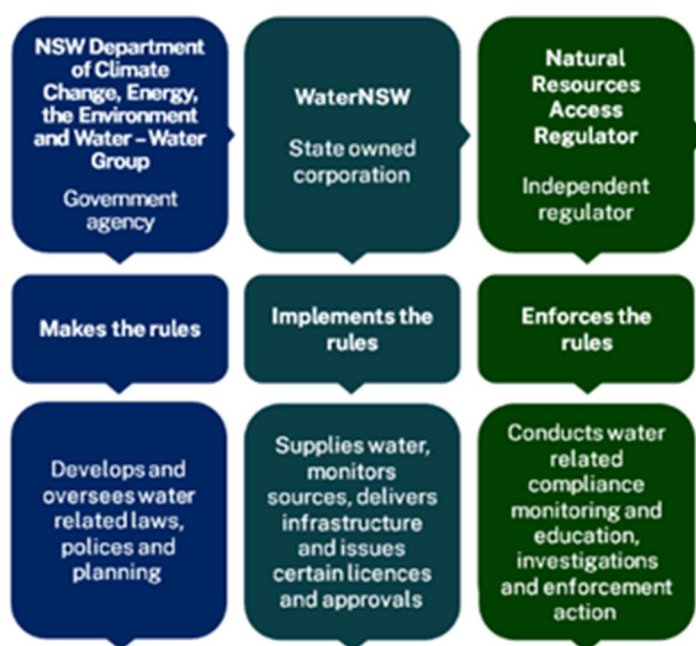 NSW Department
of Climate
Change, Energy,
the Environment
and Water – Water
Group
Government
agency
WaterNSW
State owned
corporation
Natural
Resources
Access
Regulator
Independent
regulator
Makes the rules
Implements the
rules
Enforces the
rules
Develops and
oversees water
related laws,
polices and
planning
Supplies water,
monitors
sources, delivers
infrastructure
and issues
certain licences
and approvals
Conducts water
related
compliance
monitoring and
education,
investigations
and enforcement
action